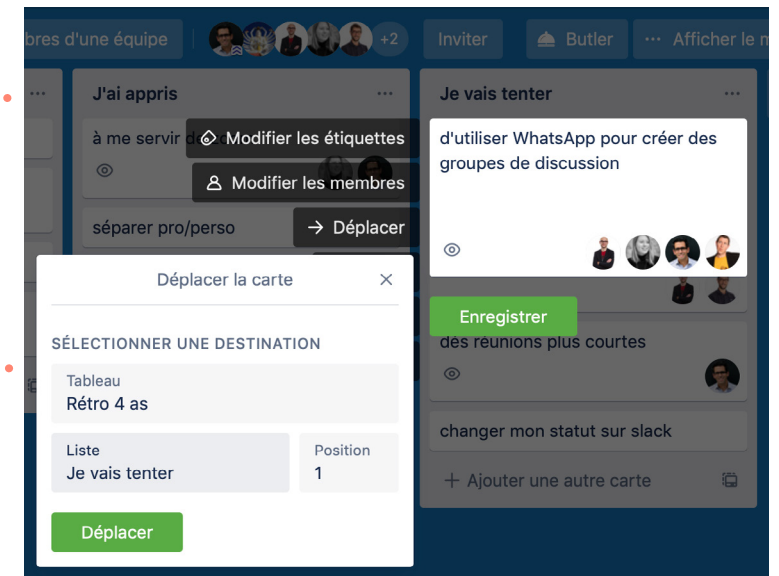 bres d'une équipe
+2
Inviter
Butler
Afficher le m
J'ai appris
Je vais tenter
à me servir
Modifier les étiquettes
Modifier les membres
séparer pro/perso
Déplacer
d'utiliser WhatsApp pour créer des
groupes de discussion
Enregistrer
des réunions plus courtes
changer mon statut sur slack
+ Ajouter une autre carte
Déplacer la carte
SÉLECTIONNER UNE DESTINATION
Tableau
Rétro 4 as
Liste
Je vais tenter
Position
1
Déplacer